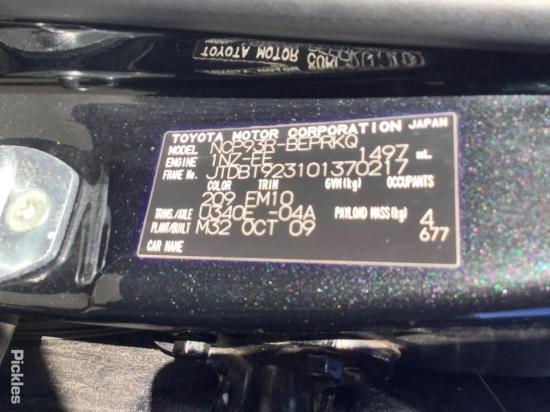 TOYOTA MOTOR CORPORATION JAPAN
MODEL NCP93R-BEPRKQ
ENGINE 1NZ-FE 1497 mL
FRAME No. JTDBT923101370217
COLOR TRIM GVM(kg) OCCUPANTS
209 FM10
TRANS./AXLE U340E -04A PAYLOAD MASS(kg) 4
PLANT/BUILT M32 OCT 09 677
CAR NAME
Pickles